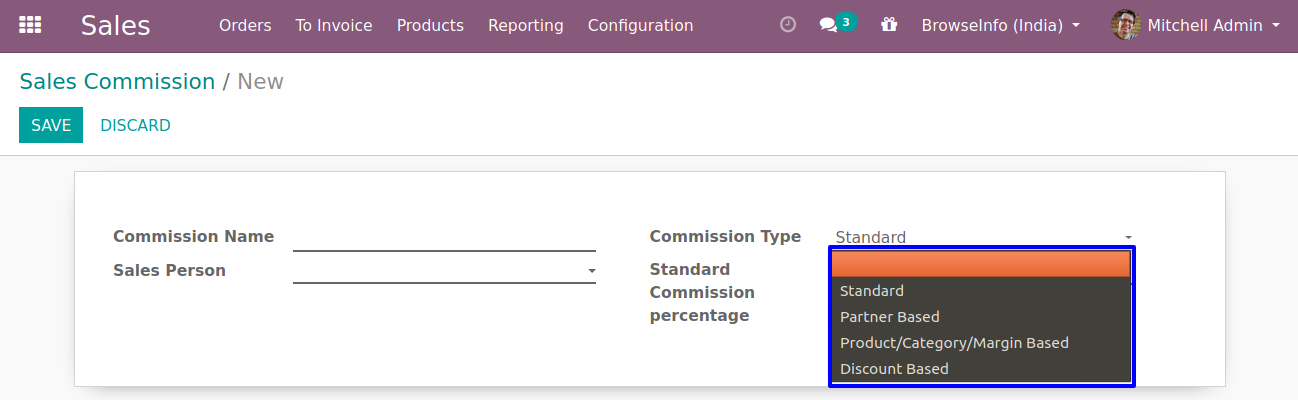 Sales Orders To Invoice Products Reporting Configuration 3 BrowseInfo (India) Mitchell Admin
Sales Commission / New
SAVE DISCARD
Commission Name Commission Type Standard
Sales Person Standard
Commission
percentage
Standard
Partner Based
Product/Category/Margin Based
Discount Based